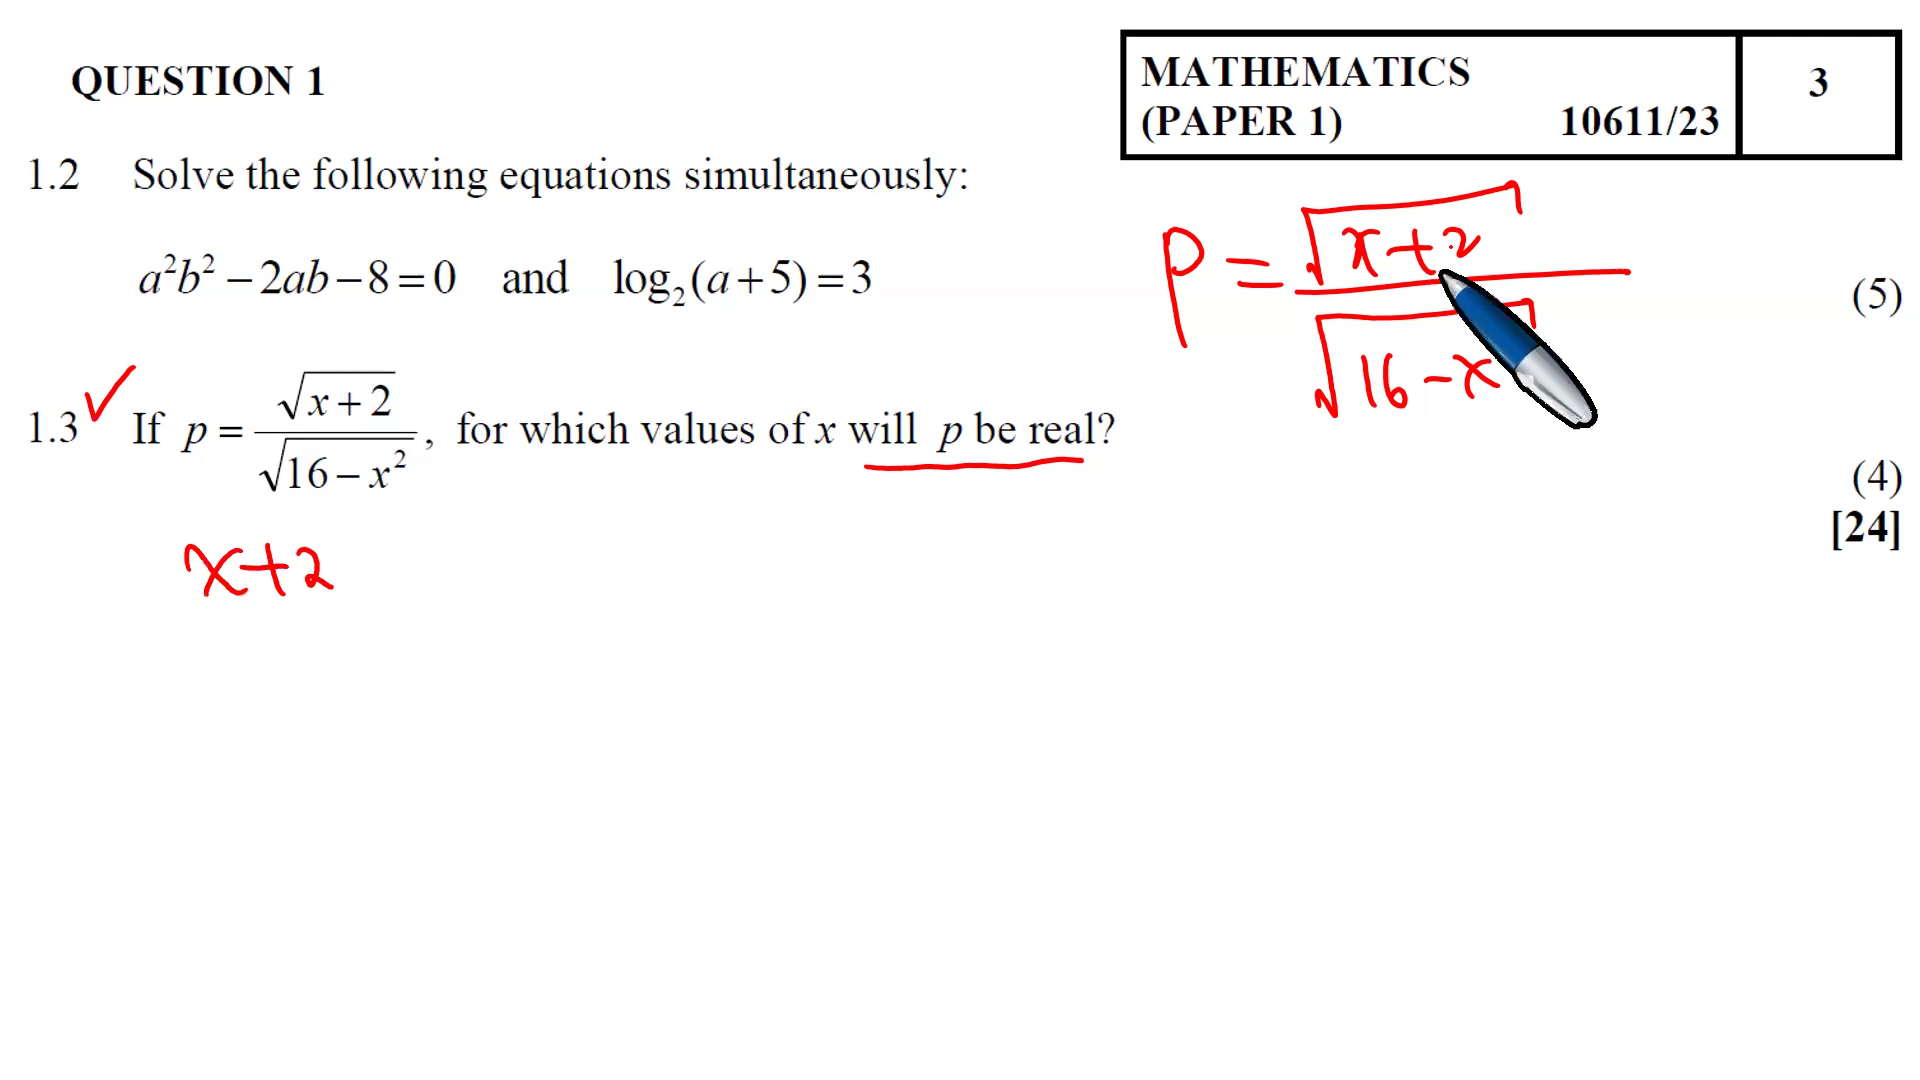 QUESTION 1
MATHEMATICS
(PAPER 1) 10611/23
3
1.2 Solve the following equations simultaneously:
a²b² − 2ab − 8 = 0 and log₂(a + 5) = 3
(5)
P = √(x+2) / √(16 − x
1.3 ✓ If p = √(x + 2) / √(16 − x²), for which values of x will p be real?
(4)
[24]
x+2